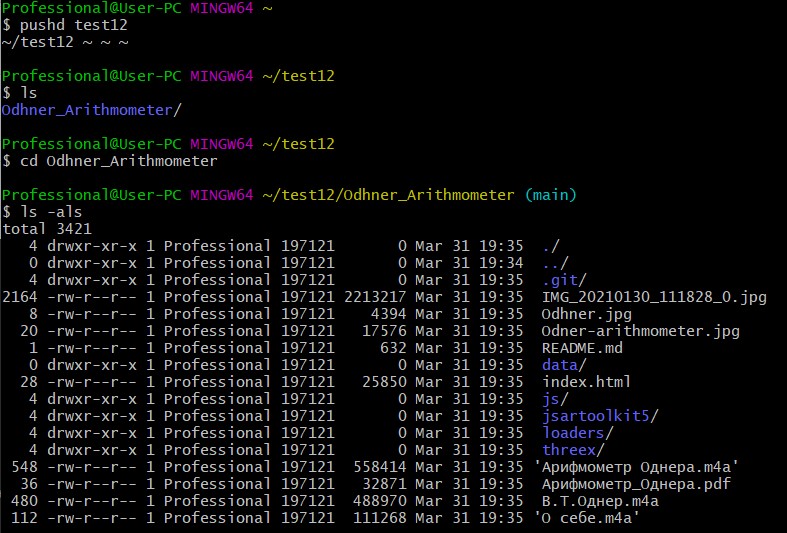 Professional@User-PC MINGW64 ~
$ pushd test12
~/test12 ~ ~ ~
Professional@User-PC MINGW64 ~/test12
$ ls
Odhner_Arithmometer/
Professional@User-PC MINGW64 ~/test12
$ cd Odhner_Arithmometer
Professional@User-PC MINGW64 ~/test12/Odhner_Arithmometer (main)
$ ls -als
total 3421
4 drwxr-xr-x 1 Professional 197121 0 Mar 31 19:35 ./
0 drwxr-xr-x 1 Professional 197121 0 Mar 31 19:34 ../
4 drwxr-xr-x 1 Professional 197121 0 Mar 31 19:35 .git/
2164 -rw-r--r-- 1 Professional 197121 2213217 Mar 31 19:35 IMG_20210130_111828_0.jpg
8 -rw-r--r-- 1 Professional 197121 4394 Mar 31 19:35 Odhner.jpg
20 -rw-r--r-- 1 Professional 197121 17576 Mar 31 19:35 Odner-arithmometer.jpg
1 -rw-r--r-- 1 Professional 197121 632 Mar 31 19:35 README.md
0 drwxr-xr-x 1 Professional 197121 0 Mar 31 19:35 data/
28 -rw-r--r-- 1 Professional 197121 25850 Mar 31 19:35 index.html
4 drwxr-xr-x 1 Professional 197121 0 Mar 31 19:35 js/
4 drwxr-xr-x 1 Professional 197121 0 Mar 31 19:35 jsartoolkit5/
4 drwxr-xr-x 1 Professional 197121 0 Mar 31 19:35 loaders/
4 drwxr-xr-x 1 Professional 197121 0 Mar 31 19:35 threex/
548 -rw-r--r-- 1 Professional 197121 558414 Mar 31 19:35 'Арифмометр Однера.m4a'
36 -rw-r--r-- 1 Professional 197121 32871 Mar 31 19:35 Арифмометр_Однера.pdf
480 -rw-r--r-- 1 Professional 197121 488970 Mar 31 19:35 В.Т.Однер.m4a
112 -rw-r--r-- 1 Professional 197121 111268 Mar 31 19:35 'О себе.m4a'